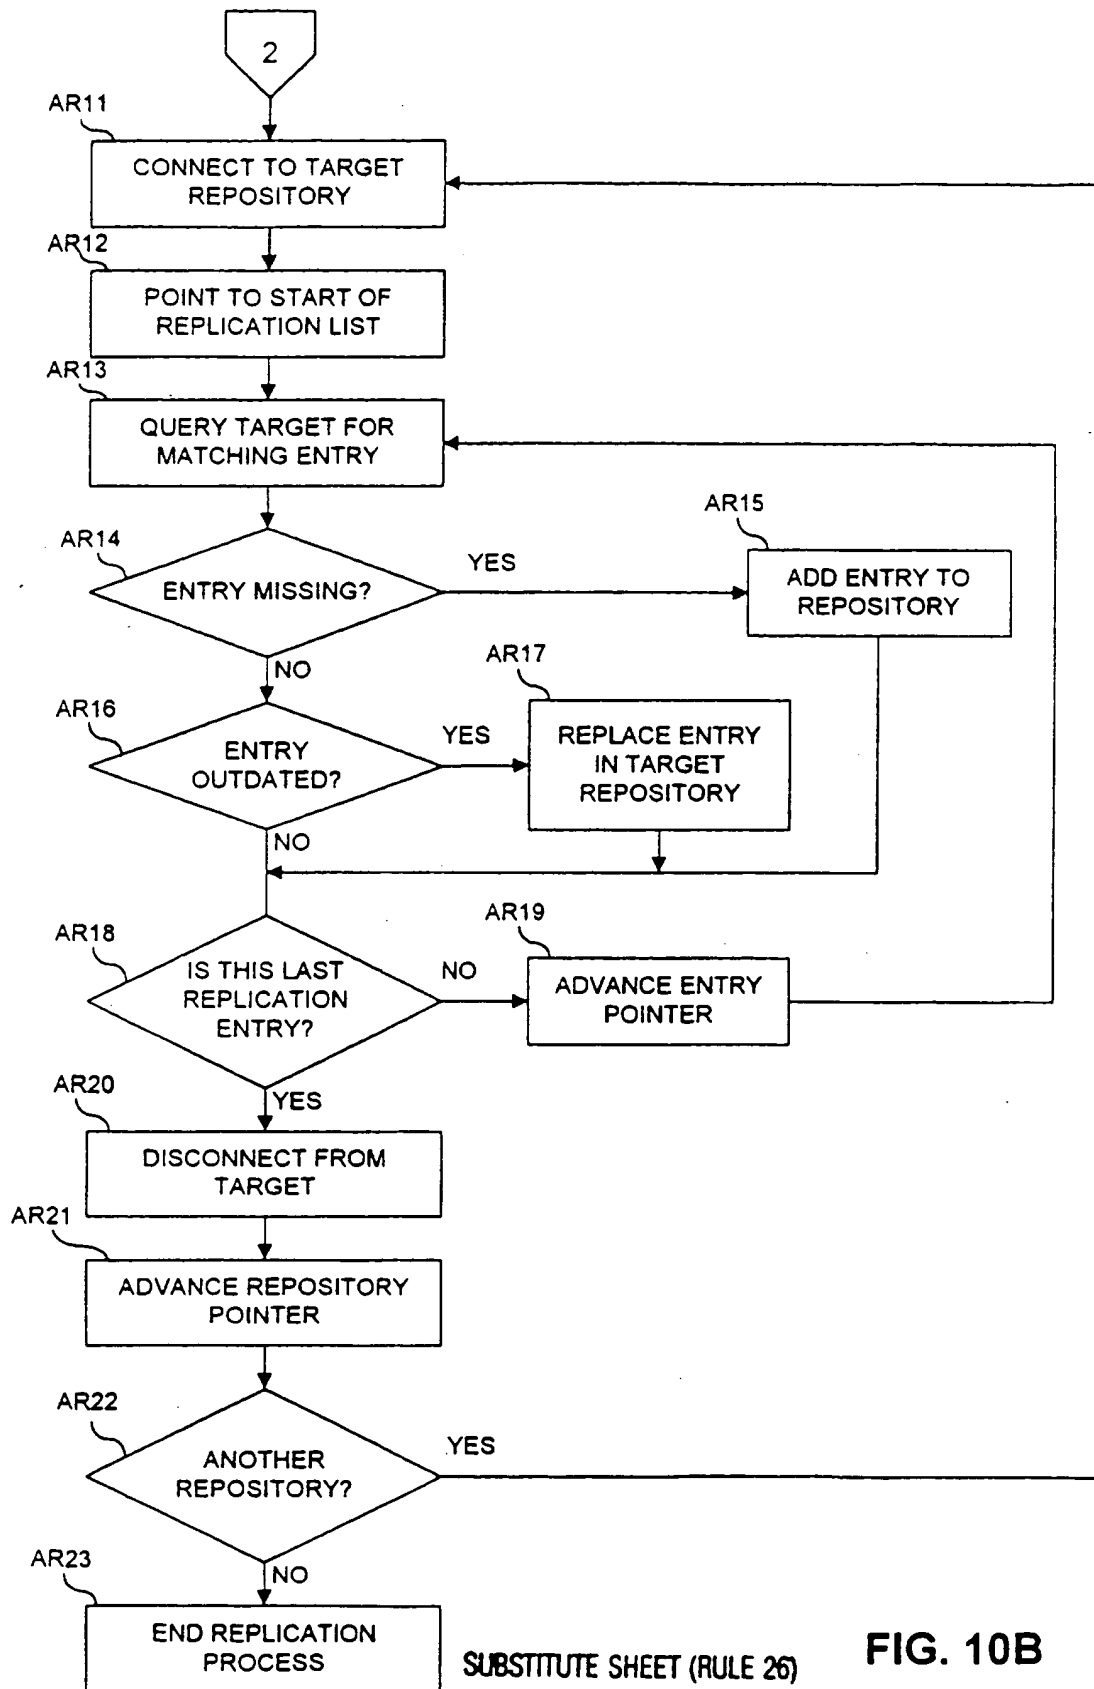 2
AR11
CONNECT TO TARGET
REPOSITORY
AR12
POINT TO START OF
REPLICATION LIST
AR13
QUERY TARGET FOR
MATCHING ENTRY
AR14
ENTRY MISSING?
YES
AR15
ADD ENTRY TO
REPOSITORY
NO
AR16
ENTRY
OUTDATED?
YES
AR17
REPLACE ENTRY
IN TARGET
REPOSITORY
NO
AR18
IS THIS LAST
REPLICATION
ENTRY?
NO
AR19
ADVANCE ENTRY
POINTER
YES
AR20
DISCONNECT FROM
TARGET
AR21
ADVANCE REPOSITORY
POINTER
AR22
ANOTHER
REPOSITORY?
YES
NO
AR23
END REPLICATION
PROCESS
SUBSTITUTE SHEET (RULE 26)
FIG. 10B